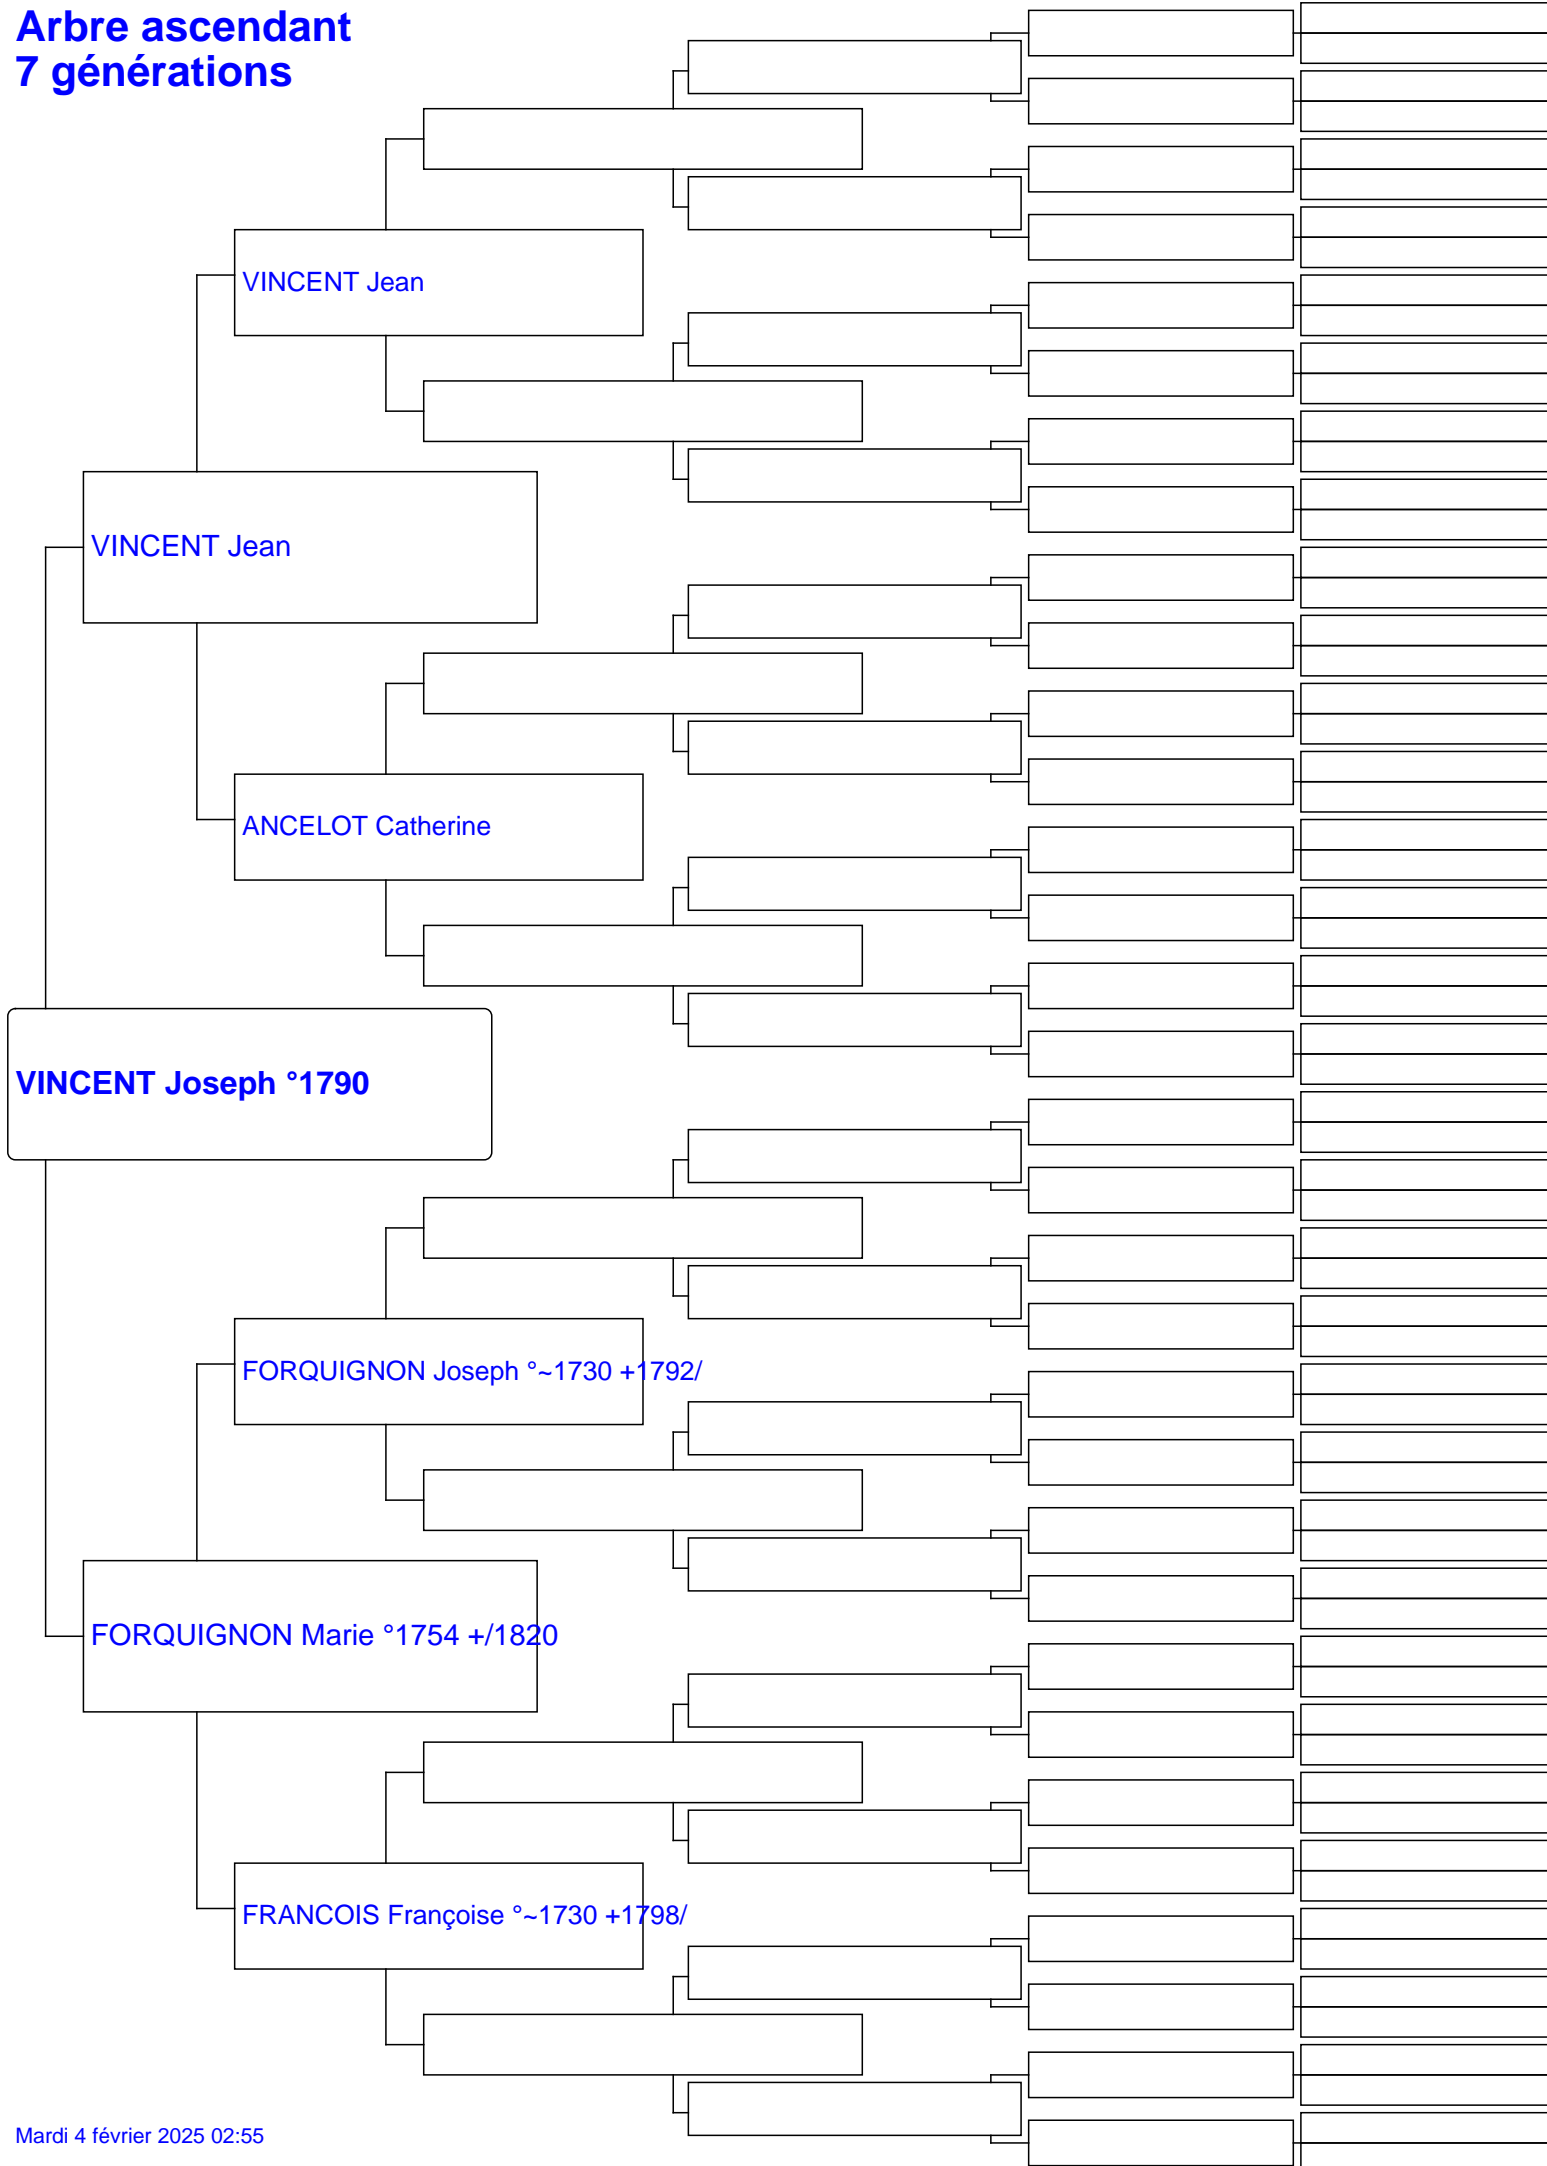 Arbre ascendant
7 générations
VINCENT Jean
VINCENT Jean
ANCELOT Catherine
VINCENT Joseph °1790
FORQUIGNON Joseph °~1730 +1792/
FORQUIGNON Marie °1754 +/1820
FRANCOIS Françoise °~1730 +1798/
Mardi 4 février 2025 02:55